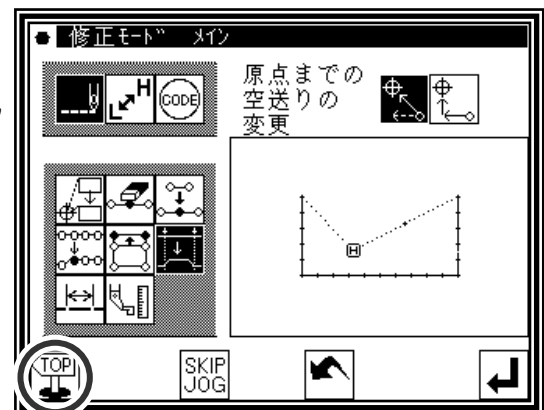 修正ﾓｰﾄﾞ ﾒｲﾝ
L H CODE
原点までの
空送りの
変更
H
TOP SKIP
JOG